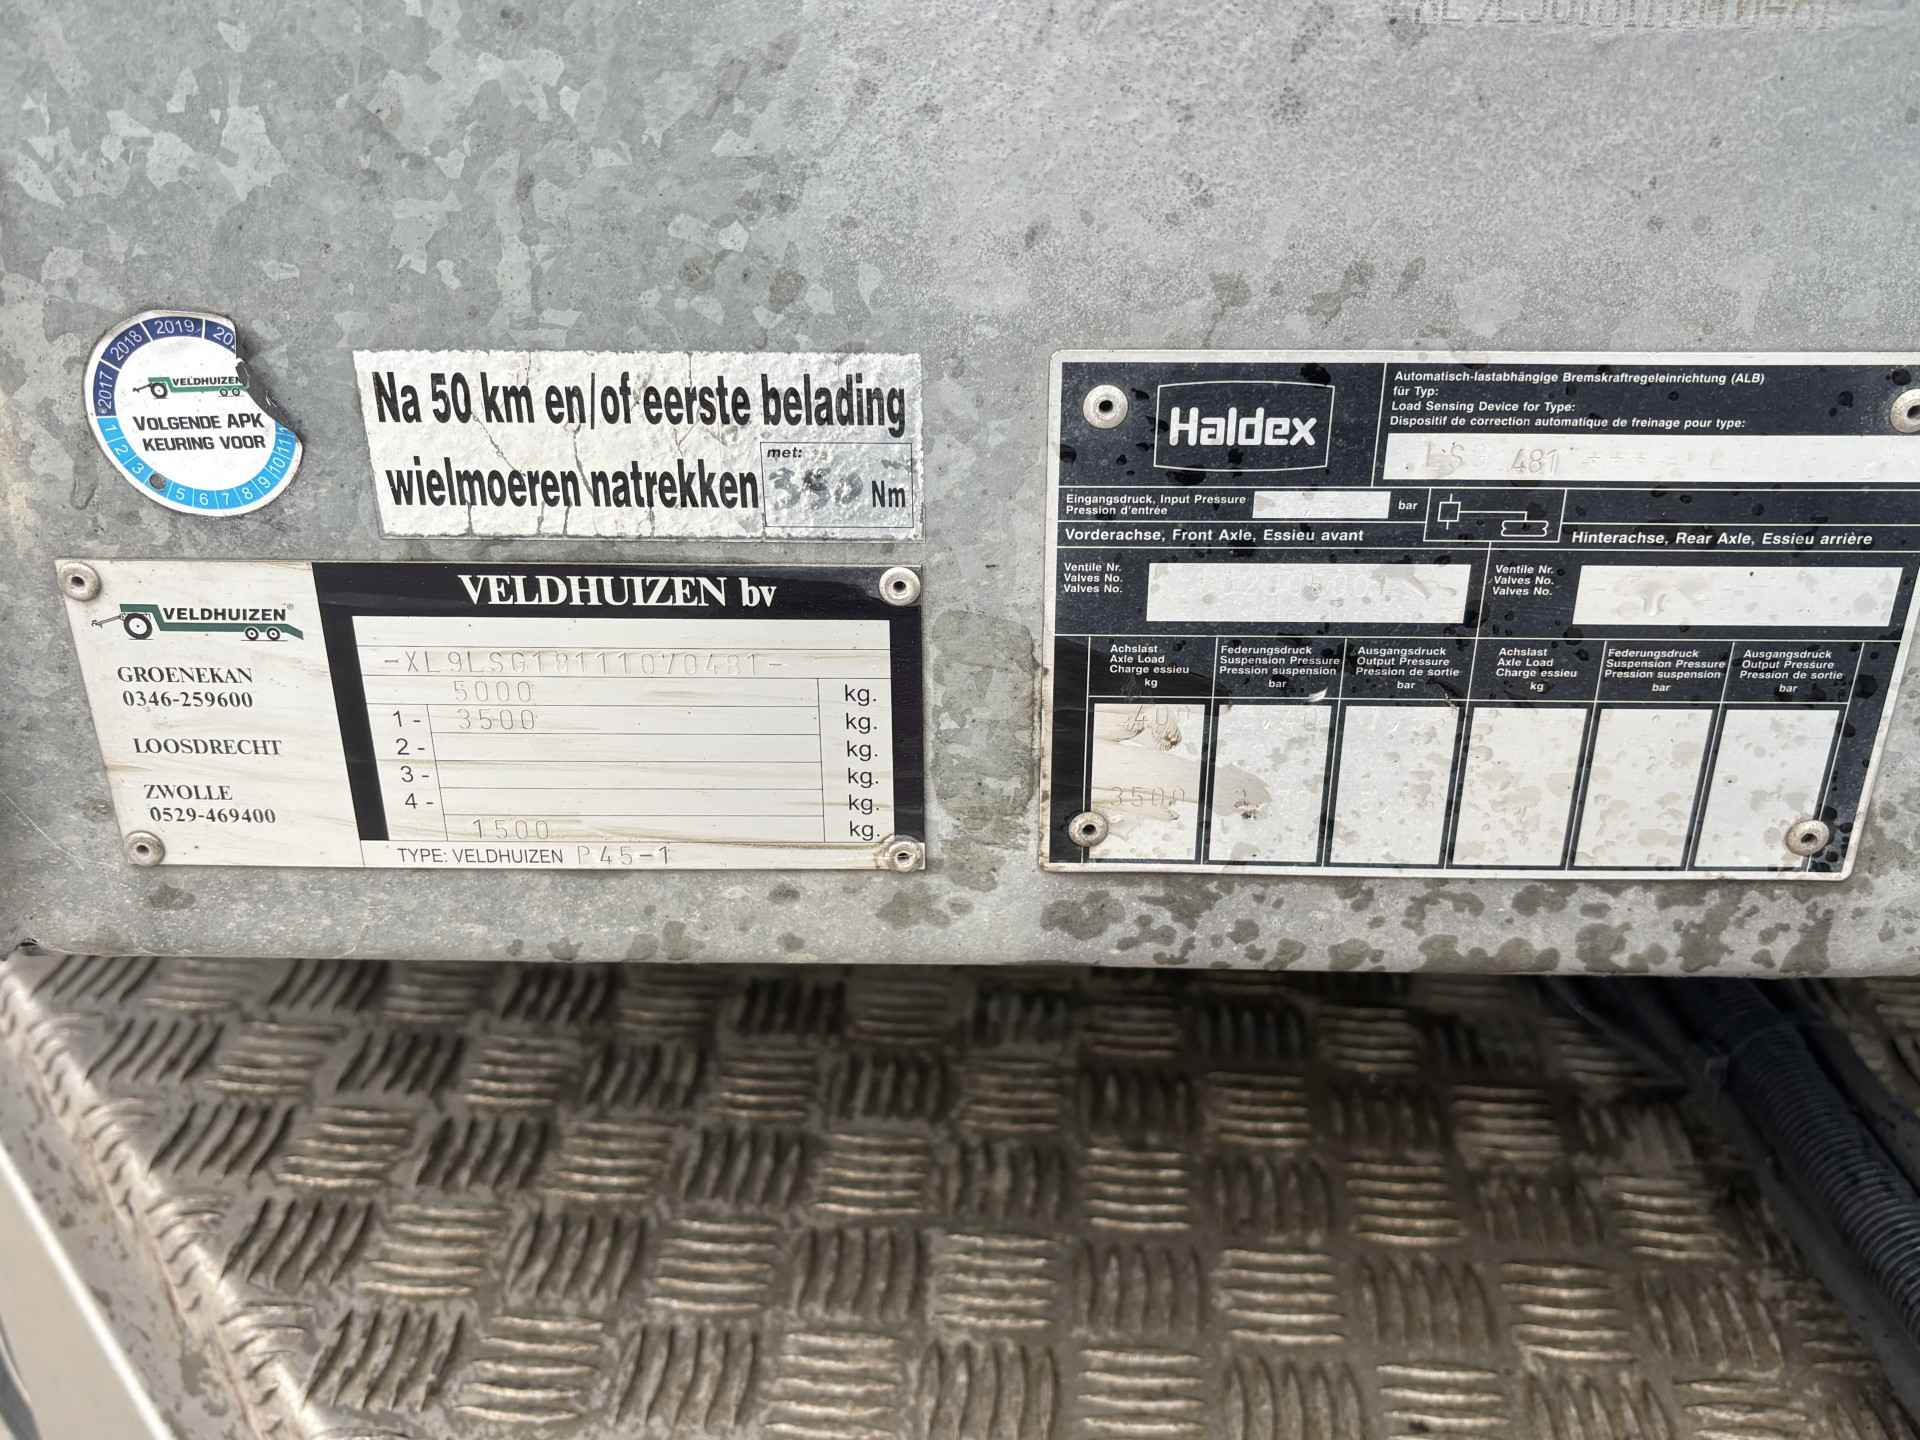 2017 2018 2019
VELDHUIZEN
VOLGENDE APK
KEURING VOOR
1 2 3 5 6 7 8 9 10 11
Na 50 km en/of eerste belading
wielmoeren natrekken
met:
Nm
VELDHUIZEN®
GROENEKAN
0346-259600
LOOSDRECHT
ZWOLLE
0529-469400
VELDHUIZEN bv
-XL9LSG18111070481-
5000 kg.
1- 3500 kg.
2- kg.
3- kg.
4- kg.
1500 kg.
TYPE: VELDHUIZEN P45-1
Haldex
Automatisch-lastabhängige Bremskraftregeleinrichtung (ALB)
für Typ:
Load Sensing Device for Type:
Dispositif de correction automatique de freinage pour type:
LS 481
Eingangsdruck, Input Pressure
Pression d'entrée
bar
Vorderachse, Front Axle, Essieu avant
Hinterachse, Rear Axle, Essieu arrière
Ventile Nr.
Valves No.
Valves No.
Ventile Nr.
Valves No.
Valves No.
Achslast
Axle Load
Charge essieu
kg
Federungsdruck
Suspension Pressure
Pression suspension
bar
Ausgangsdruck
Output Pressure
Pression de sortie
bar
Achslast
Axle Load
Charge essieu
kg
Federungsdruck
Suspension Pressure
Pression suspension
bar
Ausgangsdruck
Output Pressure
Pression de sortie
bar
3500